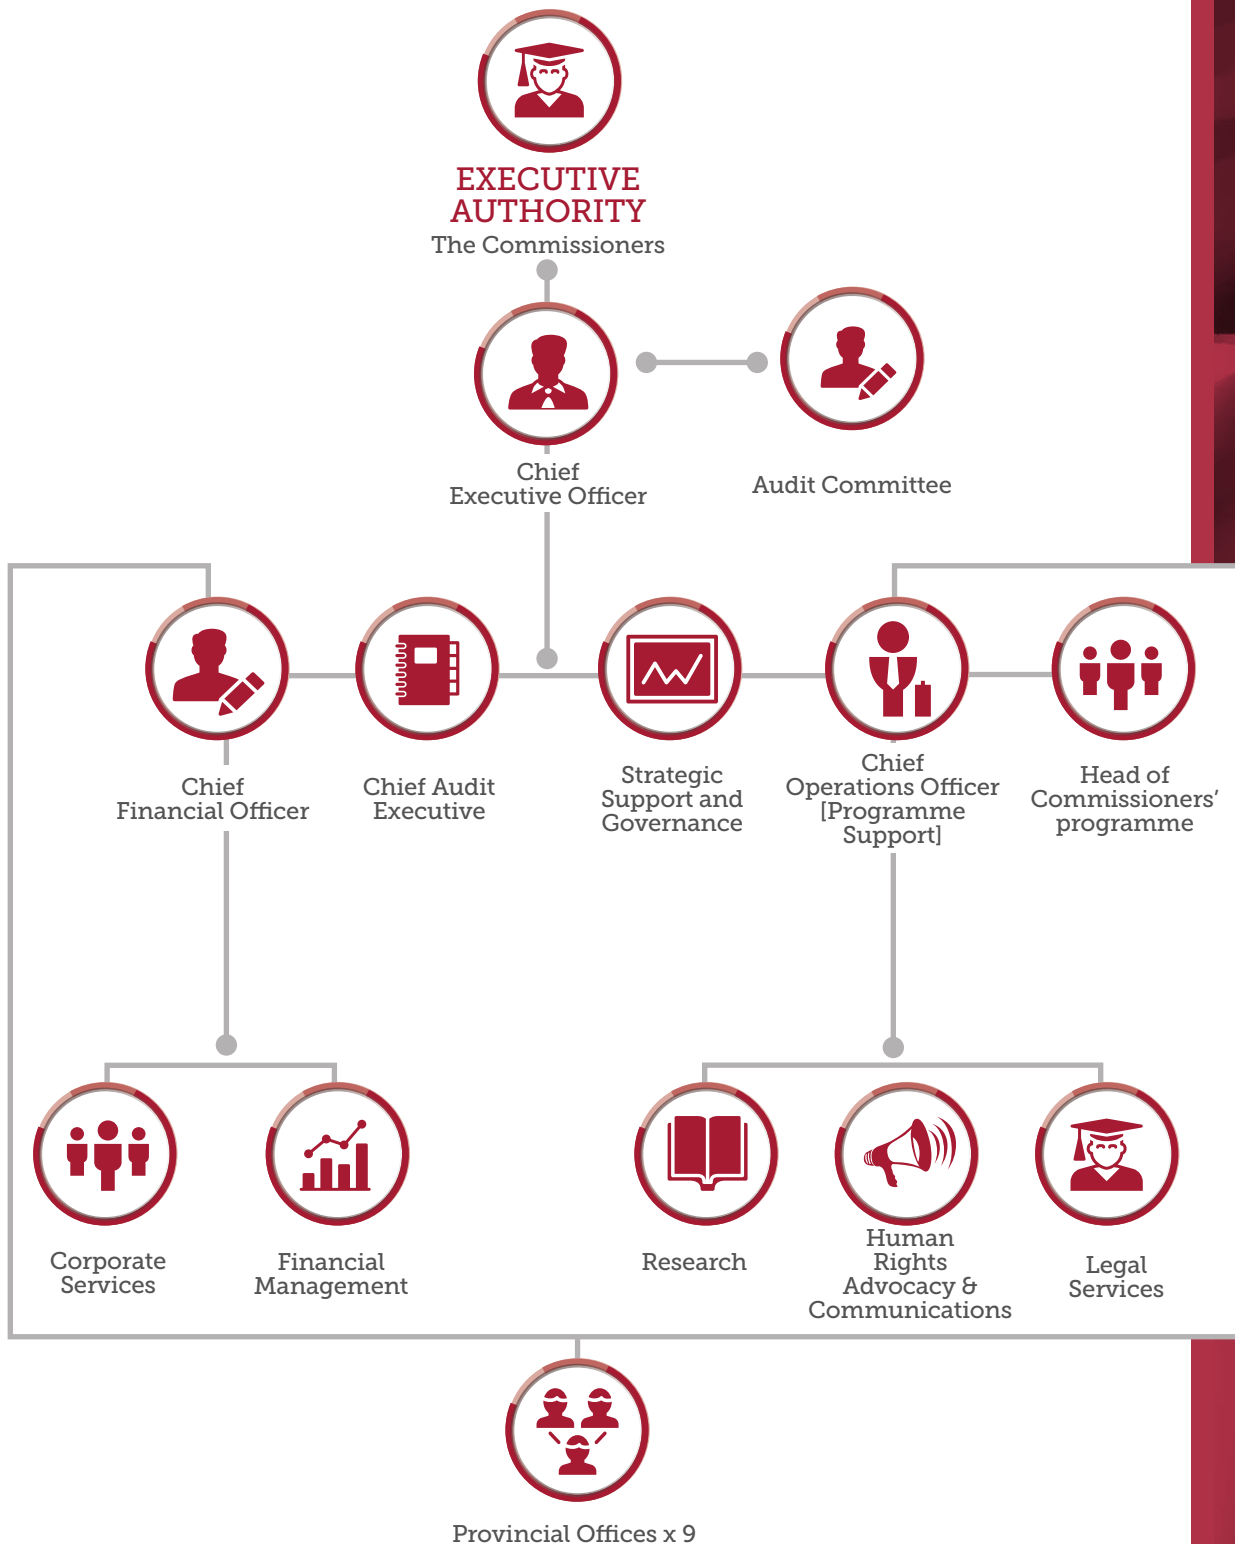 EXECUTIVE
AUTHORITY
The Commissioners
Chief
Executive Officer
Audit Committee
Chief
Financial Officer
Chief Audit
Executive
Strategic
Support and
Governance
Chief
Operations Officer
[Programme
Support]
Head of
Commissioners’
programme
Corporate
Services
Financial
Management
Research
Human
Rights
Advocacy &
Communications
Legal
Services
Provincial Offices x 9